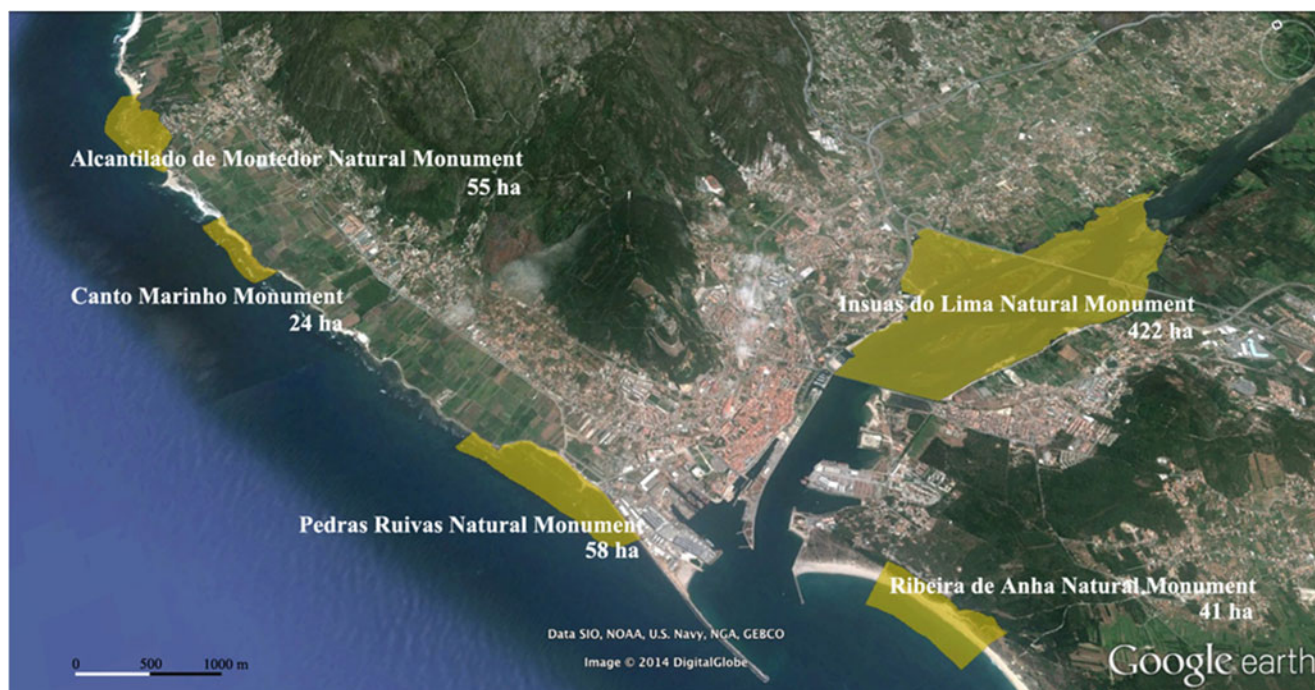 Alcantilado de Montedor Natural Monument
55 ha
Canto Marinho Monument
24 ha
Insuas do Lima Natural Monument
422 ha
Pedras Ruivas Natural Monument
58 ha
Ribeira de Anha Natural Monument
41 ha
Data SIO, NOAA, U.S. Navy, NGA, GEBCO
Image © 2014 DigitalGlobe
0 500 1000 m
Google earth